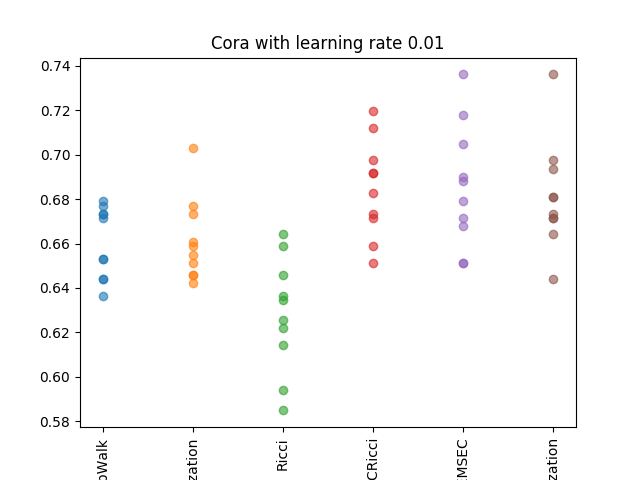 Cora with learning rate 0.01
0.74
0.72
0.70
0.68
0.66
0.64
0.62
0.60
0.58
oWalk
zation
Ricci
CRicci
EMSEC
zation